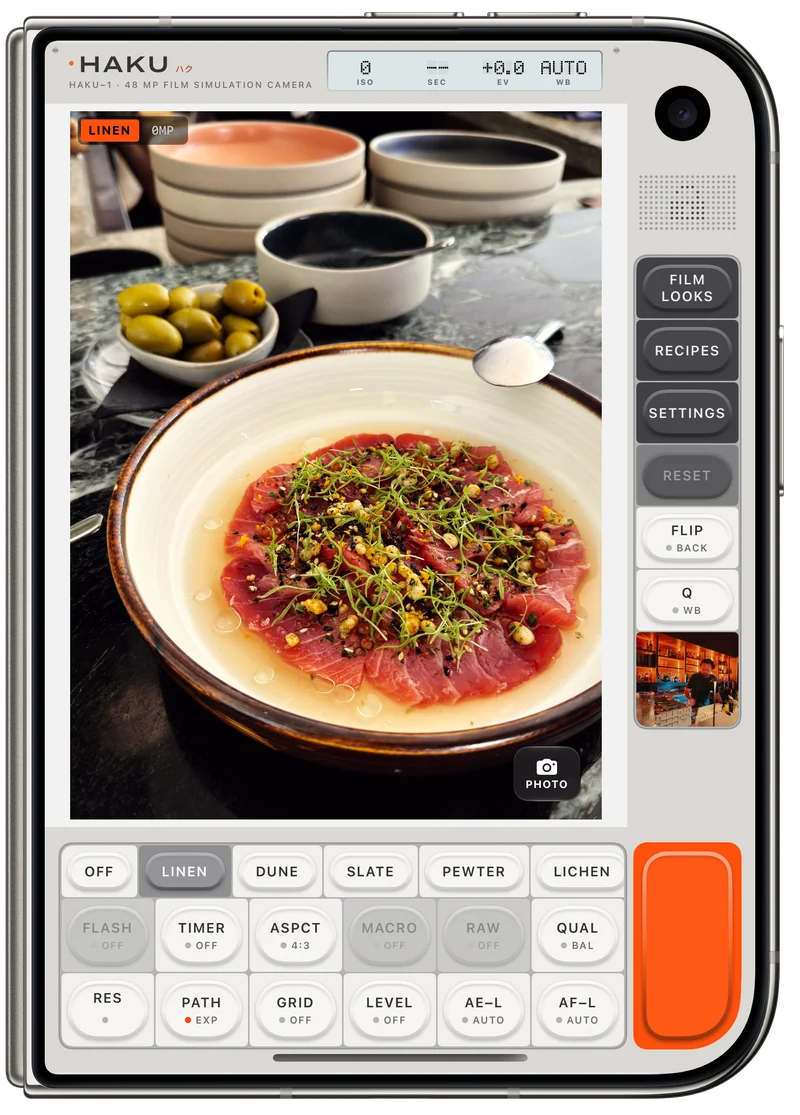 HAKU ハク
HAKU-1 · 48 MP FILM SIMULATION CAMERA
0 -- +0.0 AUTO
ISO SEC EV WB
LINEN 0MP
FILM
LOOKS
RECIPES
SETTINGS
RESET
FLIP
BACK
Q
WB
PHOTO
OFF LINEN DUNE SLATE PEWTER LICHEN
FLASH TIMER ASPCT MACRO RAW QUAL
OFF OFF 4:3 OFF OFF BAL
RES PATH GRID LEVEL AE-L AF-L
EXP OFF OFF AUTO AUTO